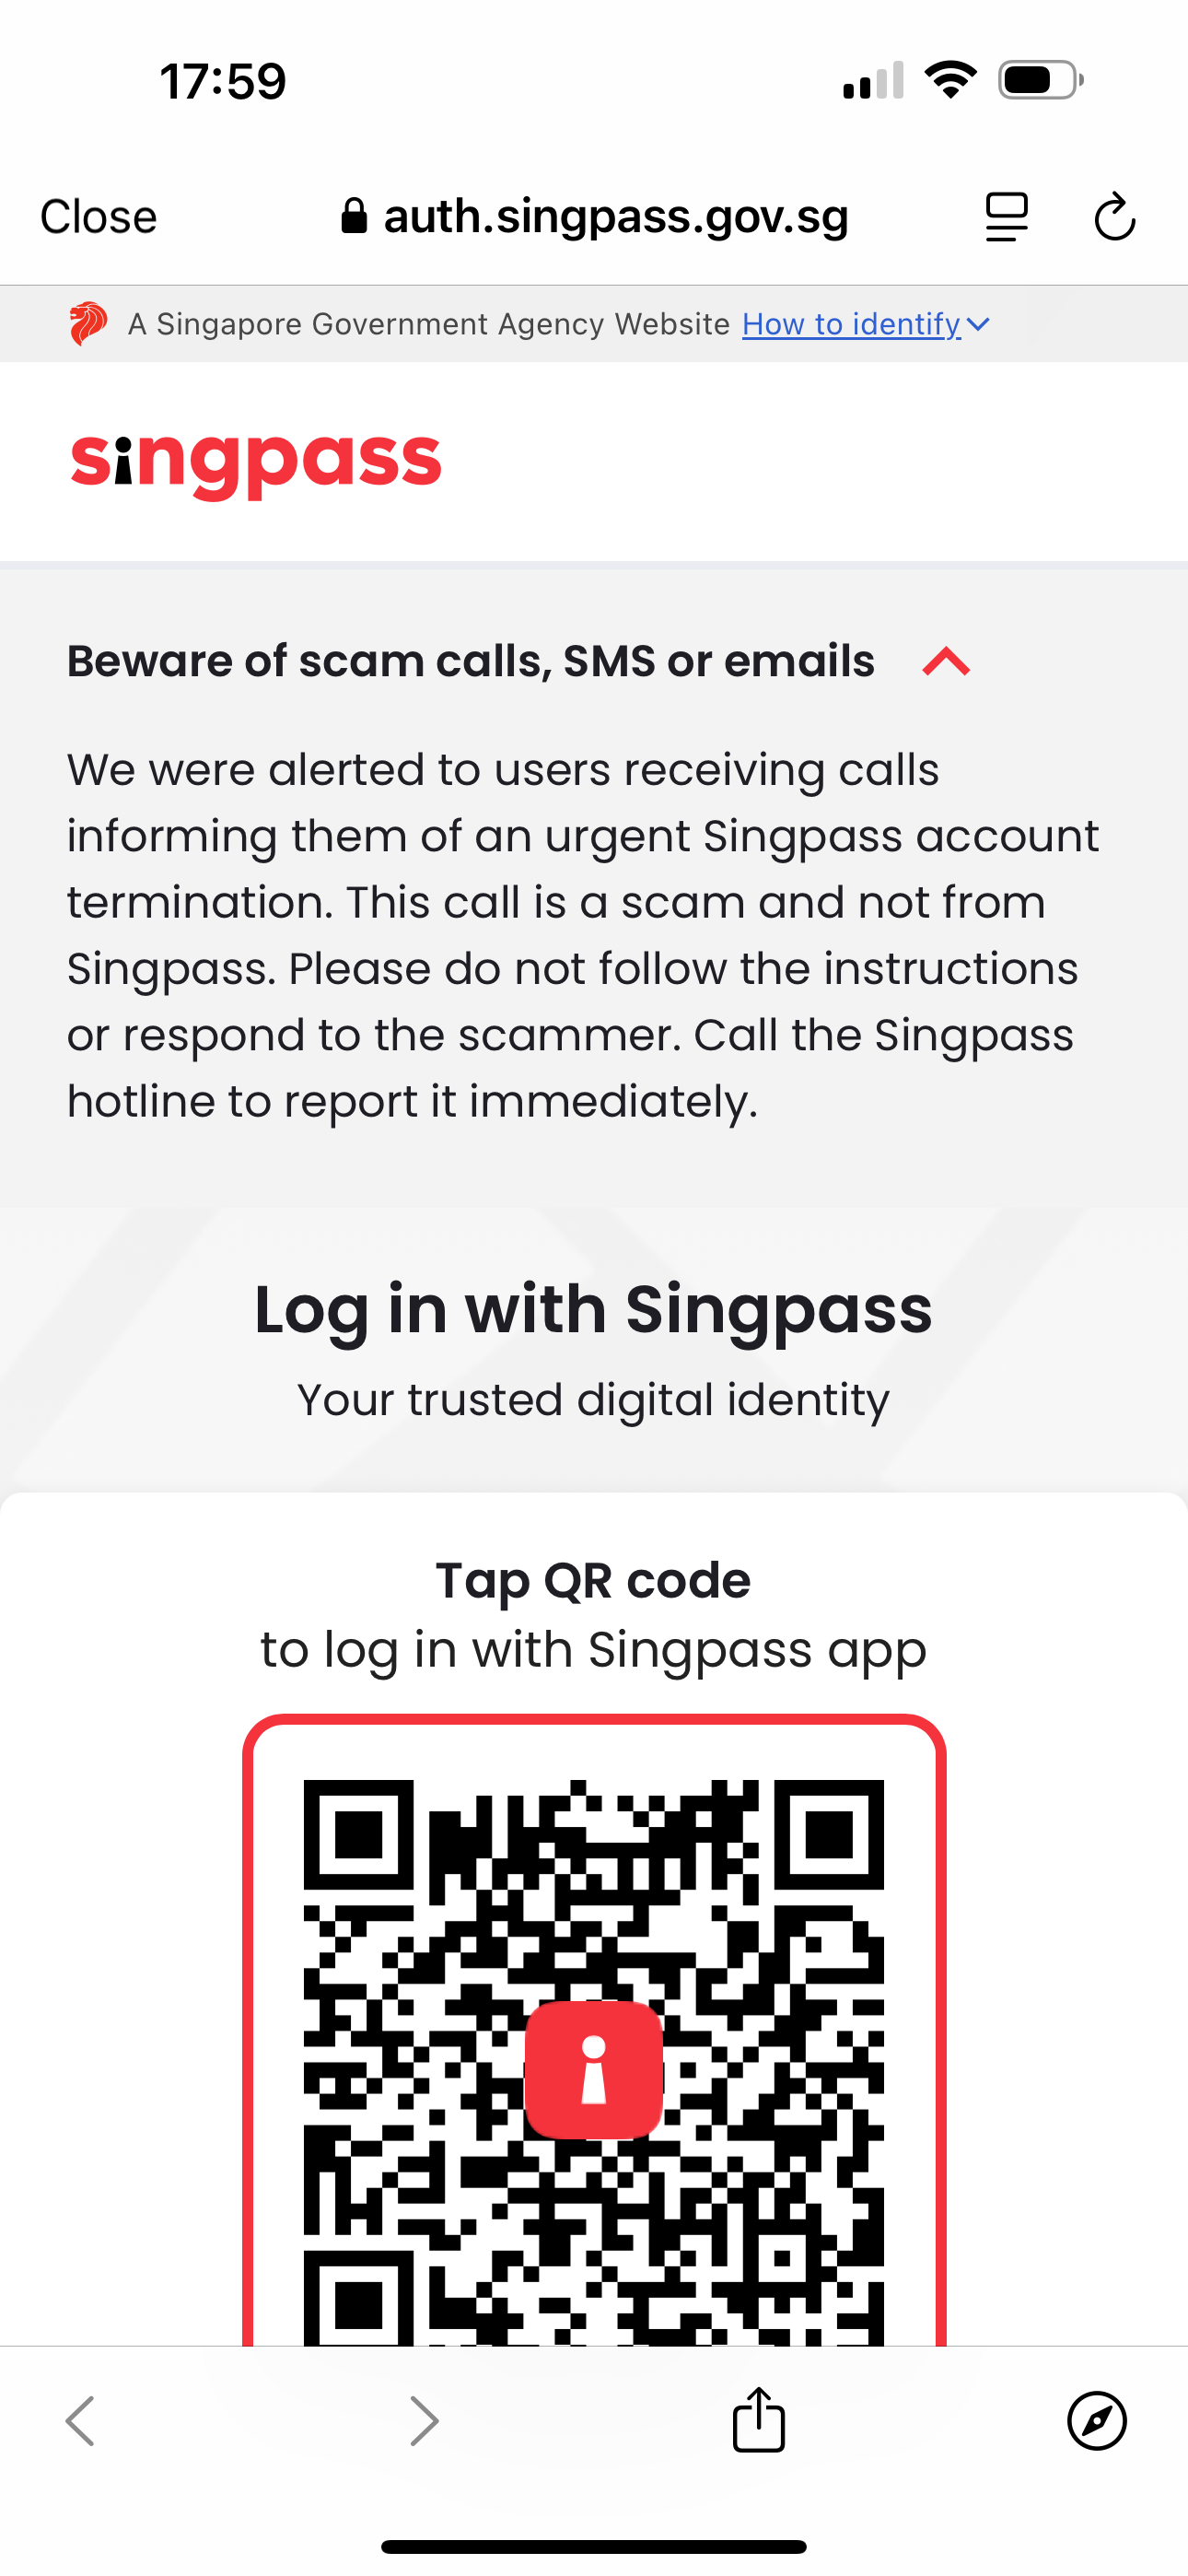 17:59
Close
auth.singpass.gov.sg
A Singapore Government Agency Website How to identify
singpass
Beware of scam calls, SMS or emails
We were alerted to users receiving calls
informing them of an urgent Singpass account
termination. This call is a scam and not from
Singpass. Please do not follow the instructions
or respond to the scammer. Call the Singpass
hotline to report it immediately.
Log in with Singpass
Your trusted digital identity
Tap QR code
to log in with Singpass app